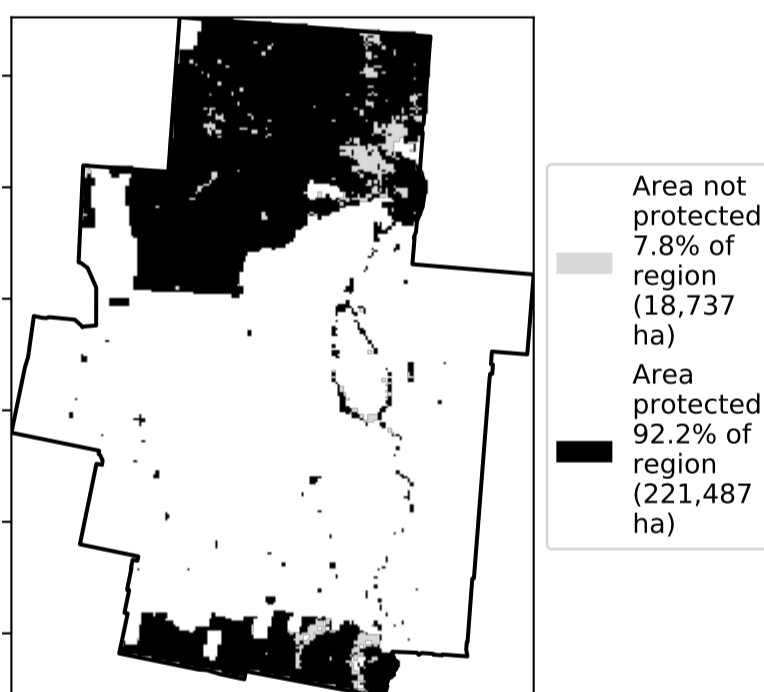 Area not
protected
7.8% of
region
(18,737
ha)
Area
protected
92.2% of
region
(221,487
ha)